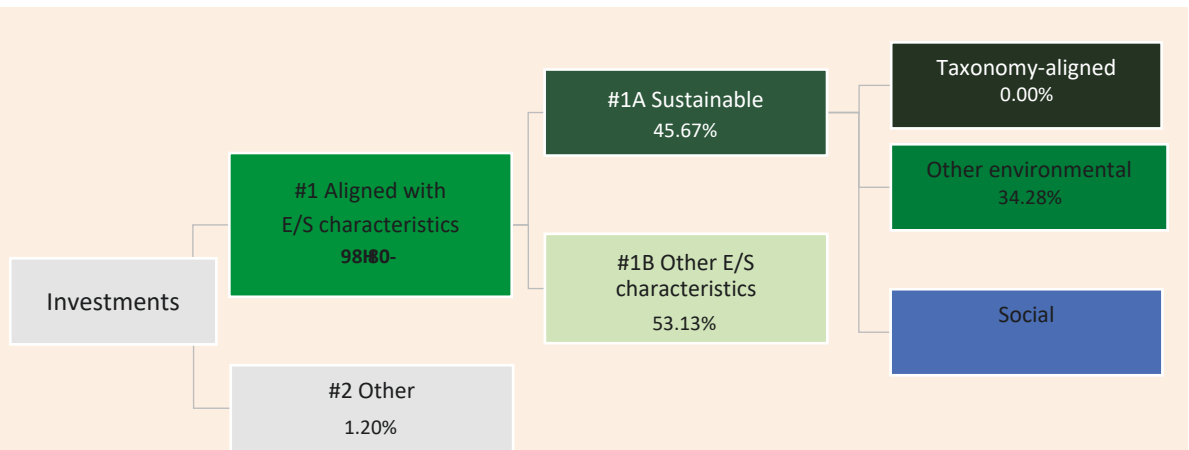 Investments
#1 Aligned with
E/S characteristics
#2 Other
1.20%
#1A Sustainable
45.67%
#1B Other E/S
characteristics
53.13%
Taxonomy-aligned
0.00%
Other environmental
34.28%
Social